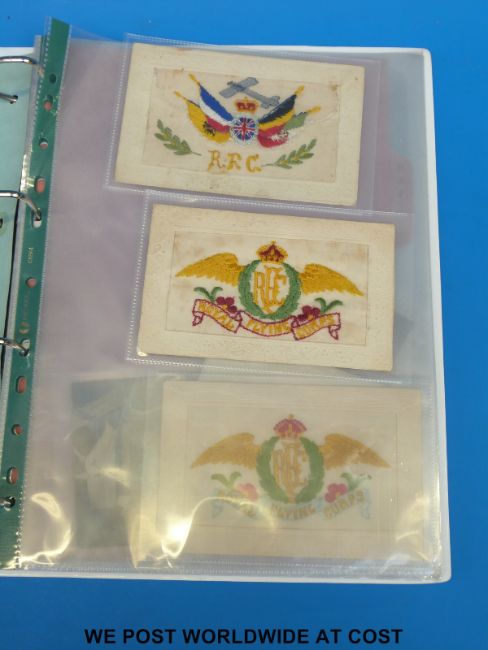 R.F.C.
RFC
ROYAL FLYING CORPS
RFC
FLYING CORPS
WE POST WORLDWIDE AT COST